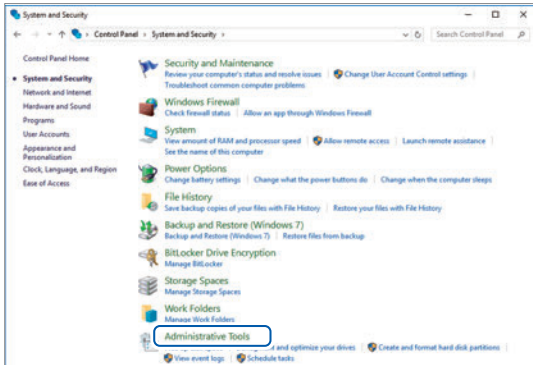 System and Security
Control Panel › System and Security ›
Search Control Panel
Control Panel Home
System and Security
Network and Internet
Hardware and Sound
Programs
User Accounts
Appearance and
Personalization
Clock, Language, and Region
Ease of Access
Security and Maintenance
Review your computer's status and resolve issues | Change User Account Control settings |
Troubleshoot common computer problems
Windows Firewall
Check firewall status | Allow an app through Windows Firewall
System
View amount of RAM and processor speed | Allow remote access | Launch remote assistance |
See the name of this computer
Power Options
Change battery settings | Change what the power buttons do | Change when the computer sleeps
File History
Save backup copies of your files with File History | Restore your files with File History
Backup and Restore (Windows 7)
Backup and Restore (Windows 7) | Restore files from backup
BitLocker Drive Encryption
Manage BitLocker
Storage Spaces
Manage Storage Spaces
Work Folders
Manage Work Folders
Administrative Tools
and optimize your drives | Create and format hard disk partitions |
View event logs | Schedule tasks